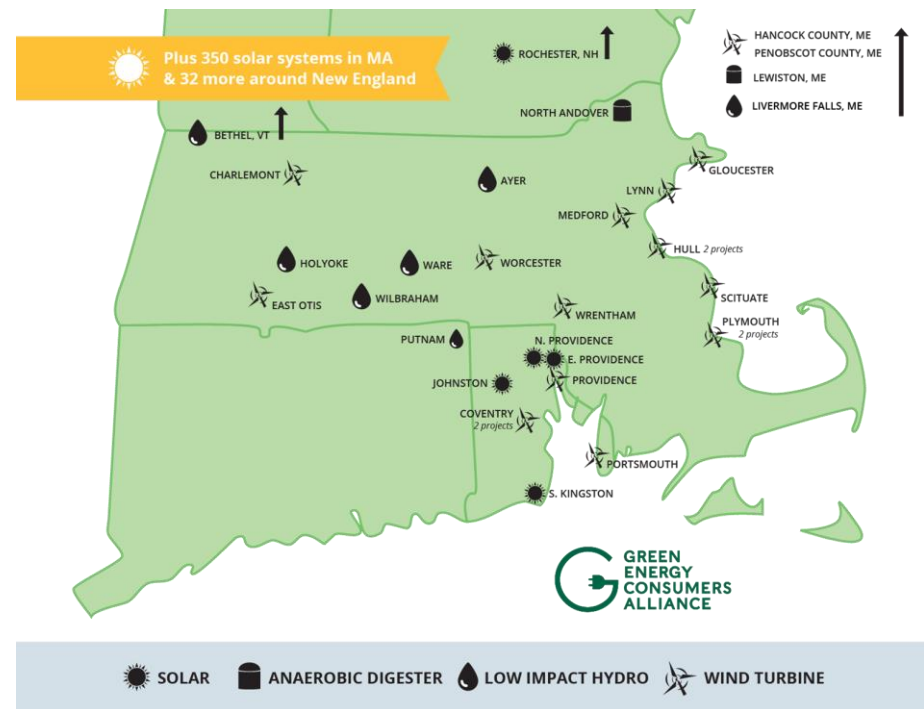 Plus 350 solar systems in MA
& 32 more around New England
ROCHESTER, NH
HANCOCK COUNTY, ME
PENOBSCOT COUNTY, ME
LEWISTON, ME
LIVERMORE FALLS, ME
NORTH ANDOVER
BETHEL, VT
CHARLEMONT
AYER
GLOUCESTER
LYNN
MEDFORD
HULL 2 projects
HOLYOKE
WARE
WORCESTER
EAST OTIS
WILBRAHAM
SCITUATE
WRENTHAM
PLYMOUTH
2 projects
PUTNAM
N. PROVIDENCE
E. PROVIDENCE
JOHNSTON
PROVIDENCE
COVENTRY
2 projects
PORTSMOUTH
S. KINGSTON
GREEN
ENERGY
CONSUMERS
ALLIANCE
SOLAR
ANAEROBIC DIGESTER
LOW IMPACT HYDRO
WIND TURBINE